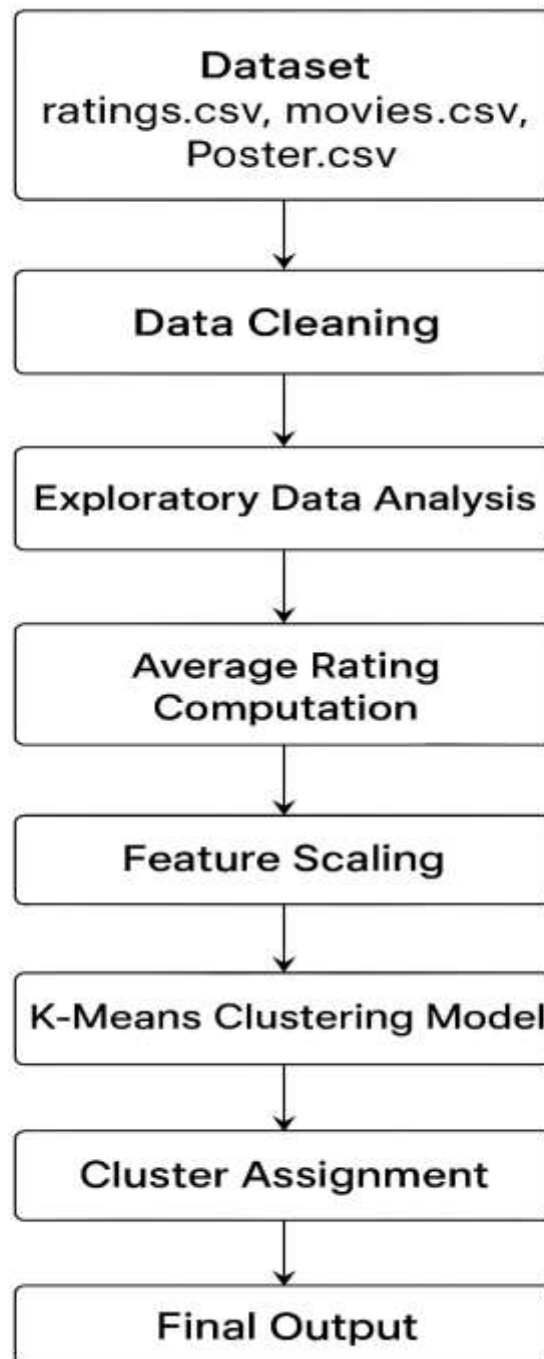 Dataset
ratings.csv, movies.csv,
Poster.csv
Data Cleaning
Exploratory Data Analysis
Average Rating
Computation
Feature Scaling
K-Means Clustering Model
Cluster Assignment
Final Output